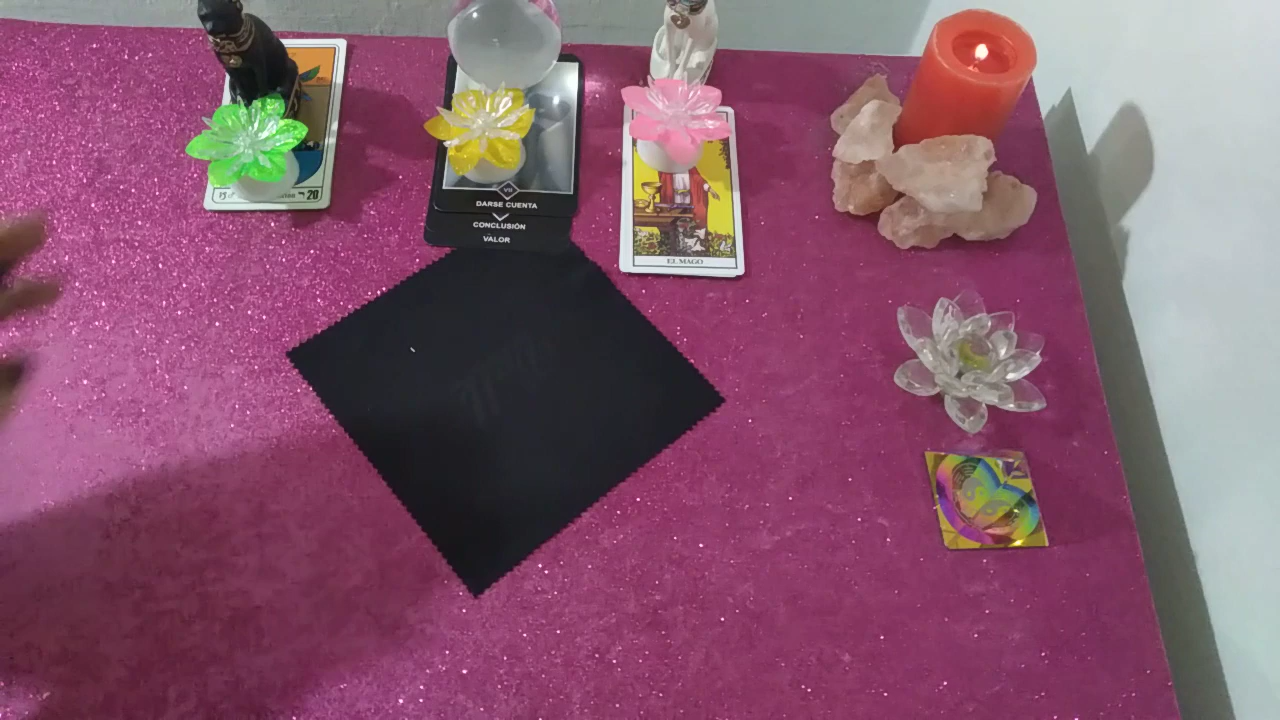 20
VII
DARSE CUENTA
CONCLUSIÓN
VALOR
EL MAGO